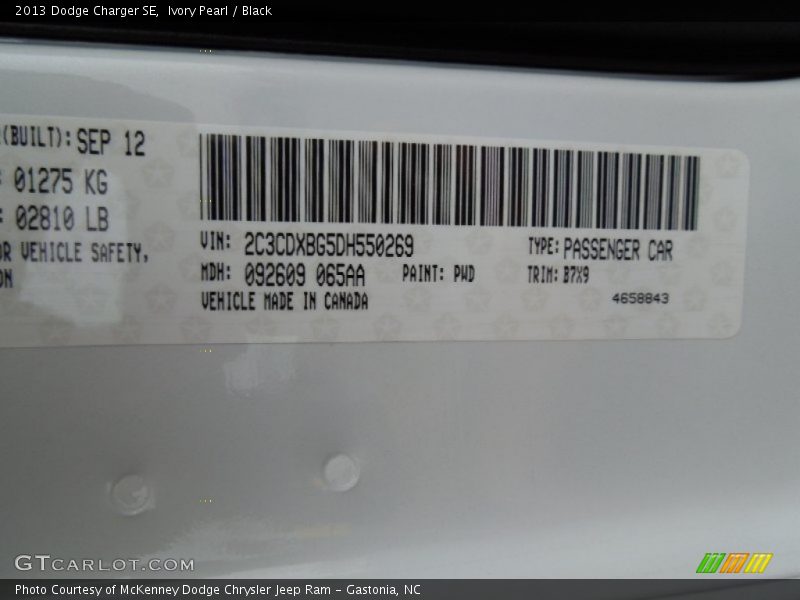 2013 Dodge Charger SE, Ivory Pearl / Black
(BUILT): SEP 12
: 01275 KG
: 02810 LB
OR VEHICLE SAFETY,
ON
VIN: 2C3CDXBG5DH550269
TYPE: PASSENGER CAR
MDH: 092609 065AA
PAINT: PWD
TRIM: B7X9
VEHICLE MADE IN CANADA
4658843
GTCARLOT.COM
Photo Courtesy of McKenney Dodge Chrysler Jeep Ram - Gastonia, NC